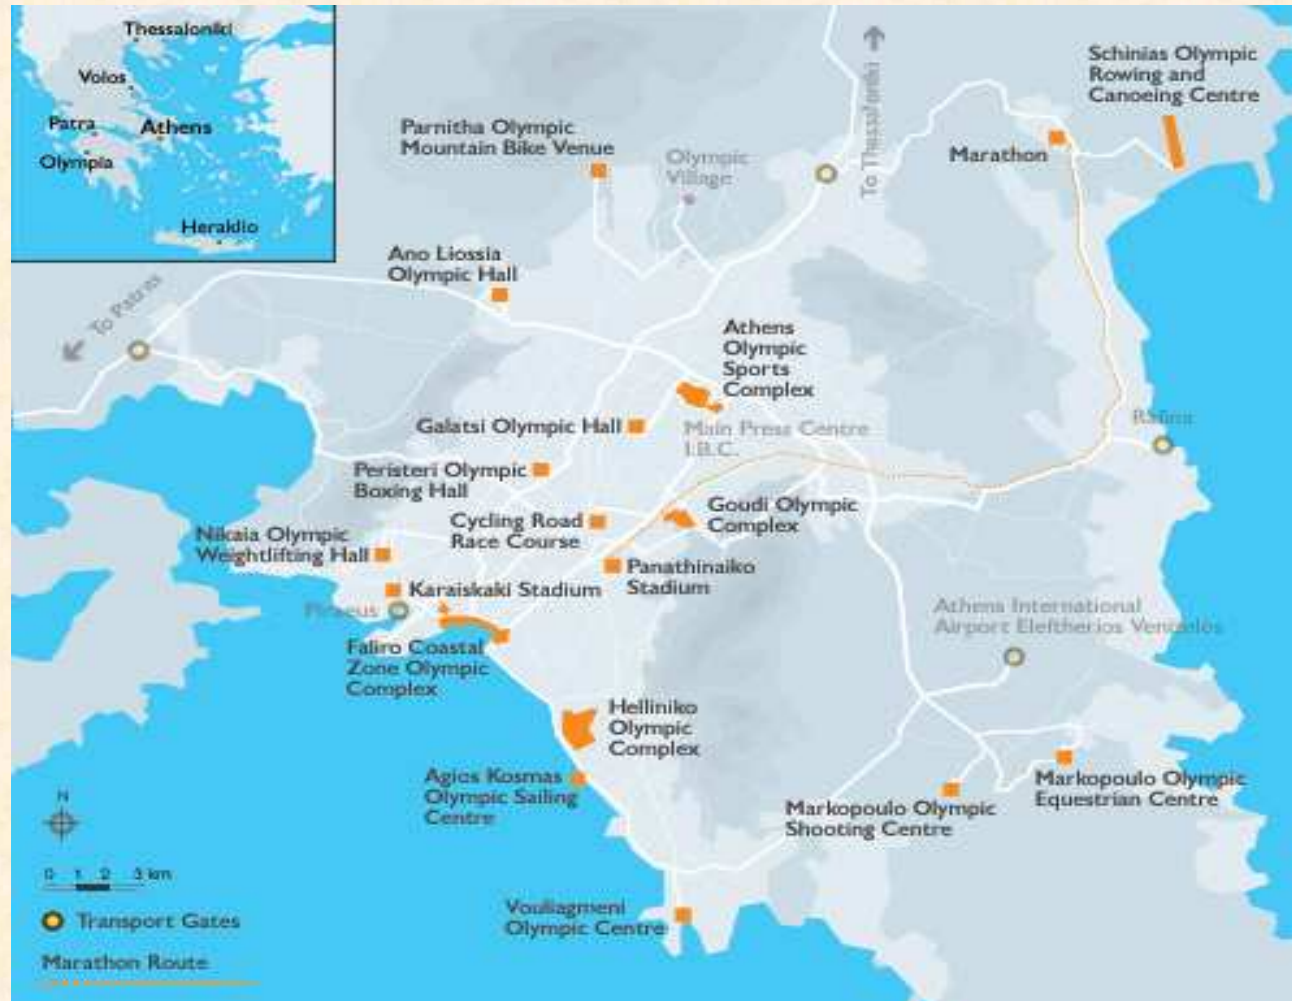 Thessaloniki
Volos
Patra
Athens
Olympia
Heraklio
To Thessaloniki
Schinias Olympic
Rowing and
Canoeing Centre
Parnitha Olympic
Mountain Bike Venue
Olympic
Village
Marathon
Ano Liossia
Olympic Hall
To Patras
Athens
Olympic
Sports
Complex
Galatsi Olympic Hall
Main Press Centre
I.B.C.
Rafina
Peristeri Olympic
Boxing Hall
Cycling Road
Race Course
Goudi Olympic
Complex
Nikaia Olympic
Weightlifting Hall
Panathinaiko
Stadium
Karaiskaki Stadium
Piraeus
Athens International
Airport Eleftherios Venizelos
Faliro Coastal
Zone Olympic
Complex
Helliniko
Olympic
Complex
Agios Kosmas
Olympic Sailing
Centre
Markopoulo Olympic
Equestrian Centre
Markopoulo Olympic
Shooting Centre
N
0 1 2 3 km
Vouliagmeni
Olympic Centre
Transport Gates
Marathon Route